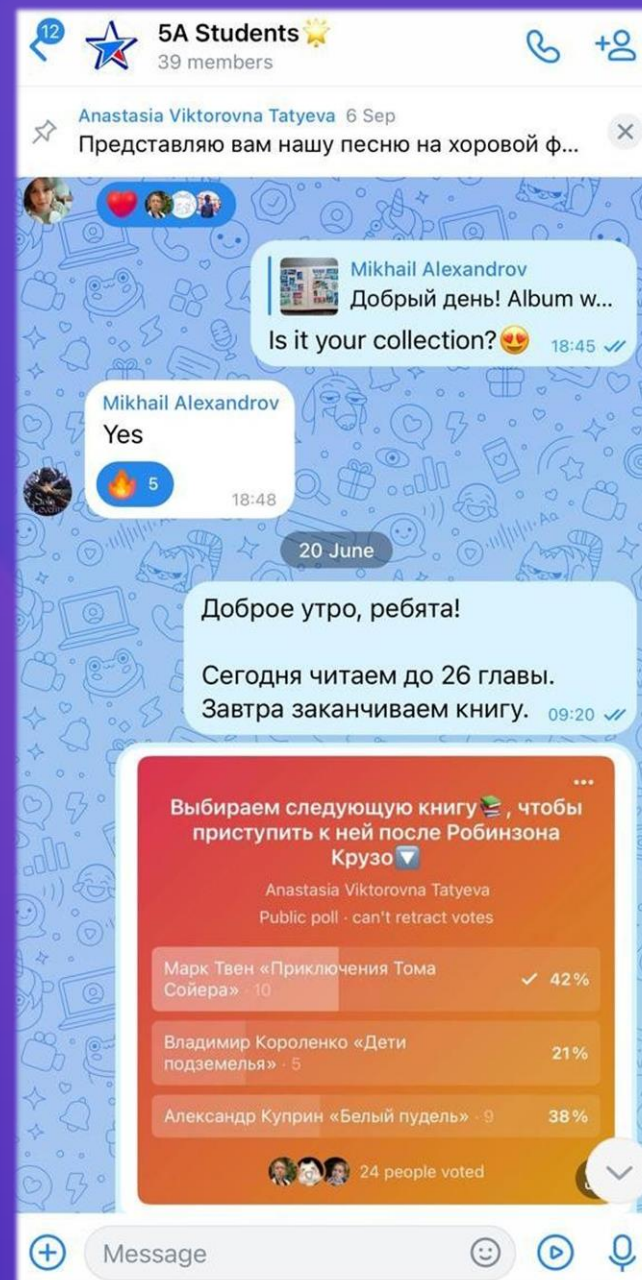 12
5A Students🌟
39 members
Anastasia Viktorovna Tatyeva 6 Sep
Представляю вам нашу песню на хоровой ф...
Mikhail Alexandrov
Добрый день! Album w...
Is it your collection?😍 18:45
Mikhail Alexandrov
Yes
🔥 5
18:48
20 June
Доброе утро, ребята!
Сегодня читаем до 26 главы.
Завтра заканчиваем книгу. 09:20
Выбираем следующую книгу📚, чтобы
приступить к ней после Робинзона
Крузо🔽
Anastasia Viktorovna Tatyeva
Public poll · can't retract votes
Марк Твен «Приключения Тома
Сойера» · 10
42%
Владимир Короленко «Дети
подземелья» · 5
21%
Александр Куприн «Белый пудель» · 9 38%
24 people voted
Message